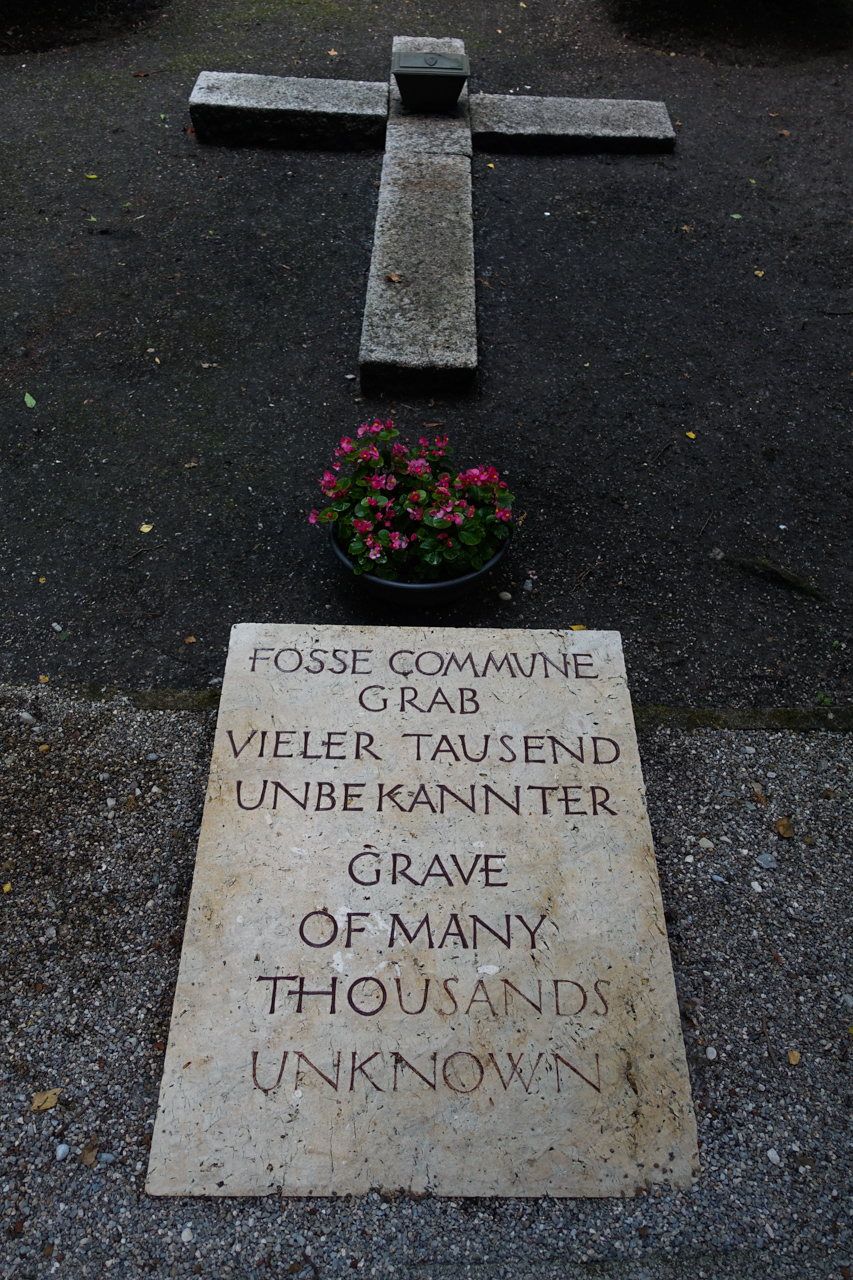 FOSSE COMMUNE
GRAB
VIELER TAUSEND
UNBEKANNTER
GRAVE
OF MANY
THOUSANDS
UNKNOWN